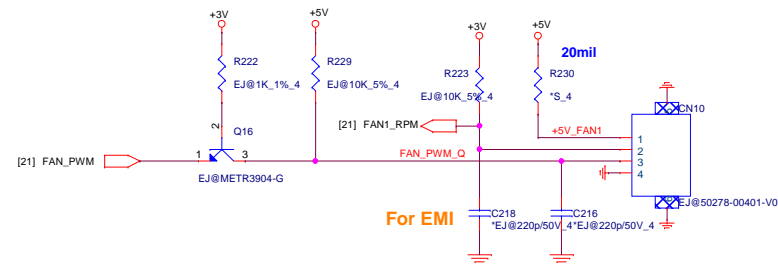 +3V
+5V
+3V
+5V
20mil
R222
R229
R223
R230
EJ@1K_1%_4
EJ@10K_5%_4
EJ@10K_5%_4
*S_4
CN10
2
Q16
[21] FAN1_RPM
+5V_FAN1
1
2
[21] FAN_PWM
1
3
FAN_PWM_Q
3
4
EJ@METR3904-G
EJ@50278-00401-V0
For EMI
C218
C216
*EJ@220p/50V_4
*EJ@220p/50V_4